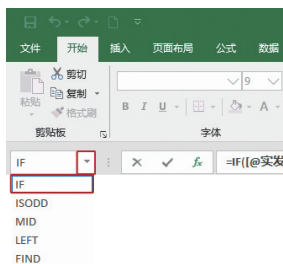 文件 开始 插入 页面布局 公式 数据
剪切
复制
粘贴
格式刷
9
B I U A
剪贴板 字体
IF fx =IF([@实发
IF
ISODD
MID
LEFT
FIND